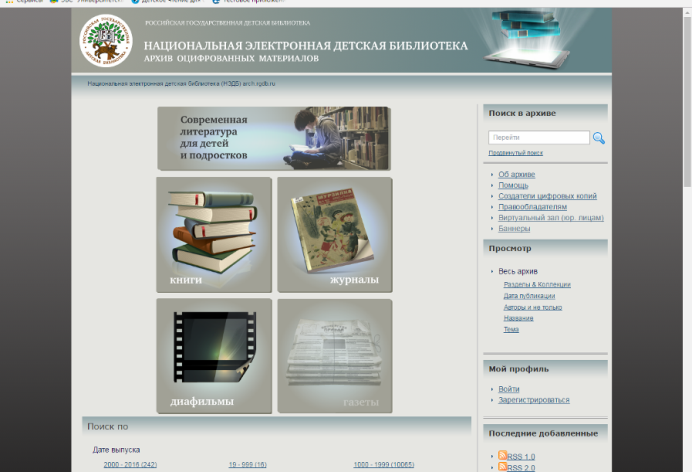 РОССИЙСКАЯ ГОСУДАРСТВЕННАЯ ДЕТСКАЯ БИБЛИОТЕКА
НАЦИОНАЛЬНАЯ ЭЛЕКТРОННАЯ ДЕТСКАЯ БИБЛИОТЕКА
АРХИВ ОЦИФРОВАННЫХ МАТЕРИАЛОВ
Национальная электронная детская библиотека (НЭДБ) arch.rgdb.ru
Современная
литература
для детей
и подростков
книги
журналы
диафильмы
газеты
Поиск по
Дате выпуска
2000 - 2016 (242)
19 - 999 (16)
1000 - 1999 (10065)
Поиск в архиве
Перейти
Продвинутый поиск
Об архиве
Помощь
Создатели цифровых копий
Правообладателям
Виртуальный зал (юр. лицам)
Баннеры
Просмотр
Весь архив
Разделы & Коллекции
Дата публикации
Авторы и не только
Название
Тема
Мой профиль
Войти
Зарегистрироваться
Последние добавленные
RSS 1.0
RSS 2.0